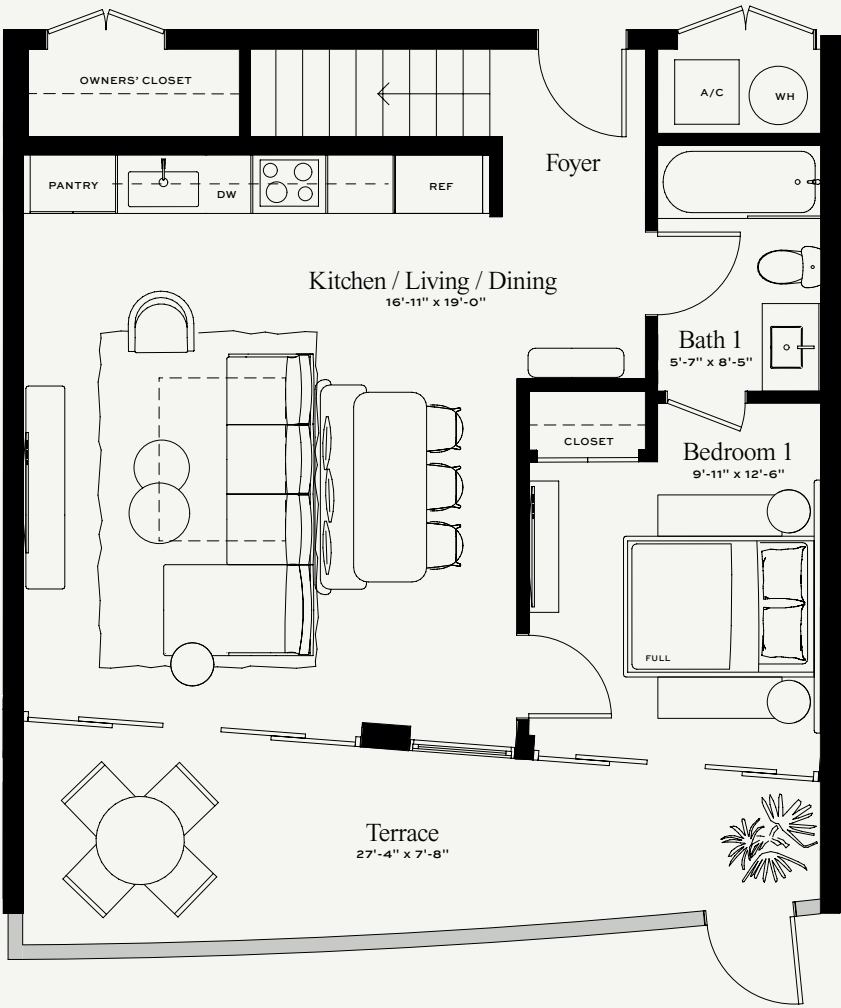 OWNERS' CLOSET
A/C
WH
Foyer
PANTRY
DW
REF
Kitchen / Living / Dining
16'-11" x 19'-0"
Bath 1
5'-7" x 8'-5"
CLOSET
Bedroom 1
9'-11" x 12'-6"
FULL
Terrace
27'-4" x 7'-8"